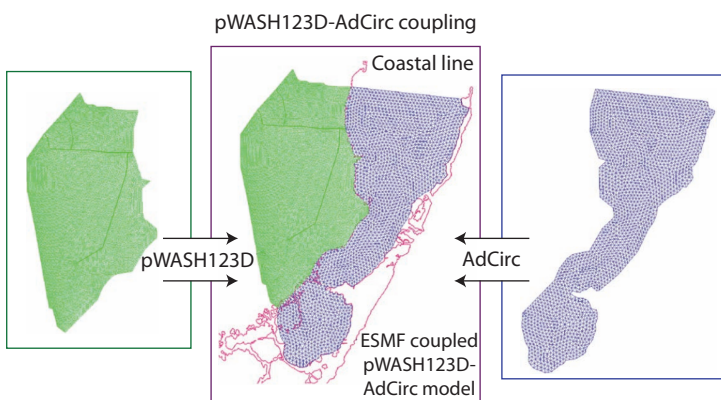 pWASH123D-AdCirc coupling
Coastal line
pWASH123D
AdCirc
ESMF coupled
pWASH123D-
AdCirc model